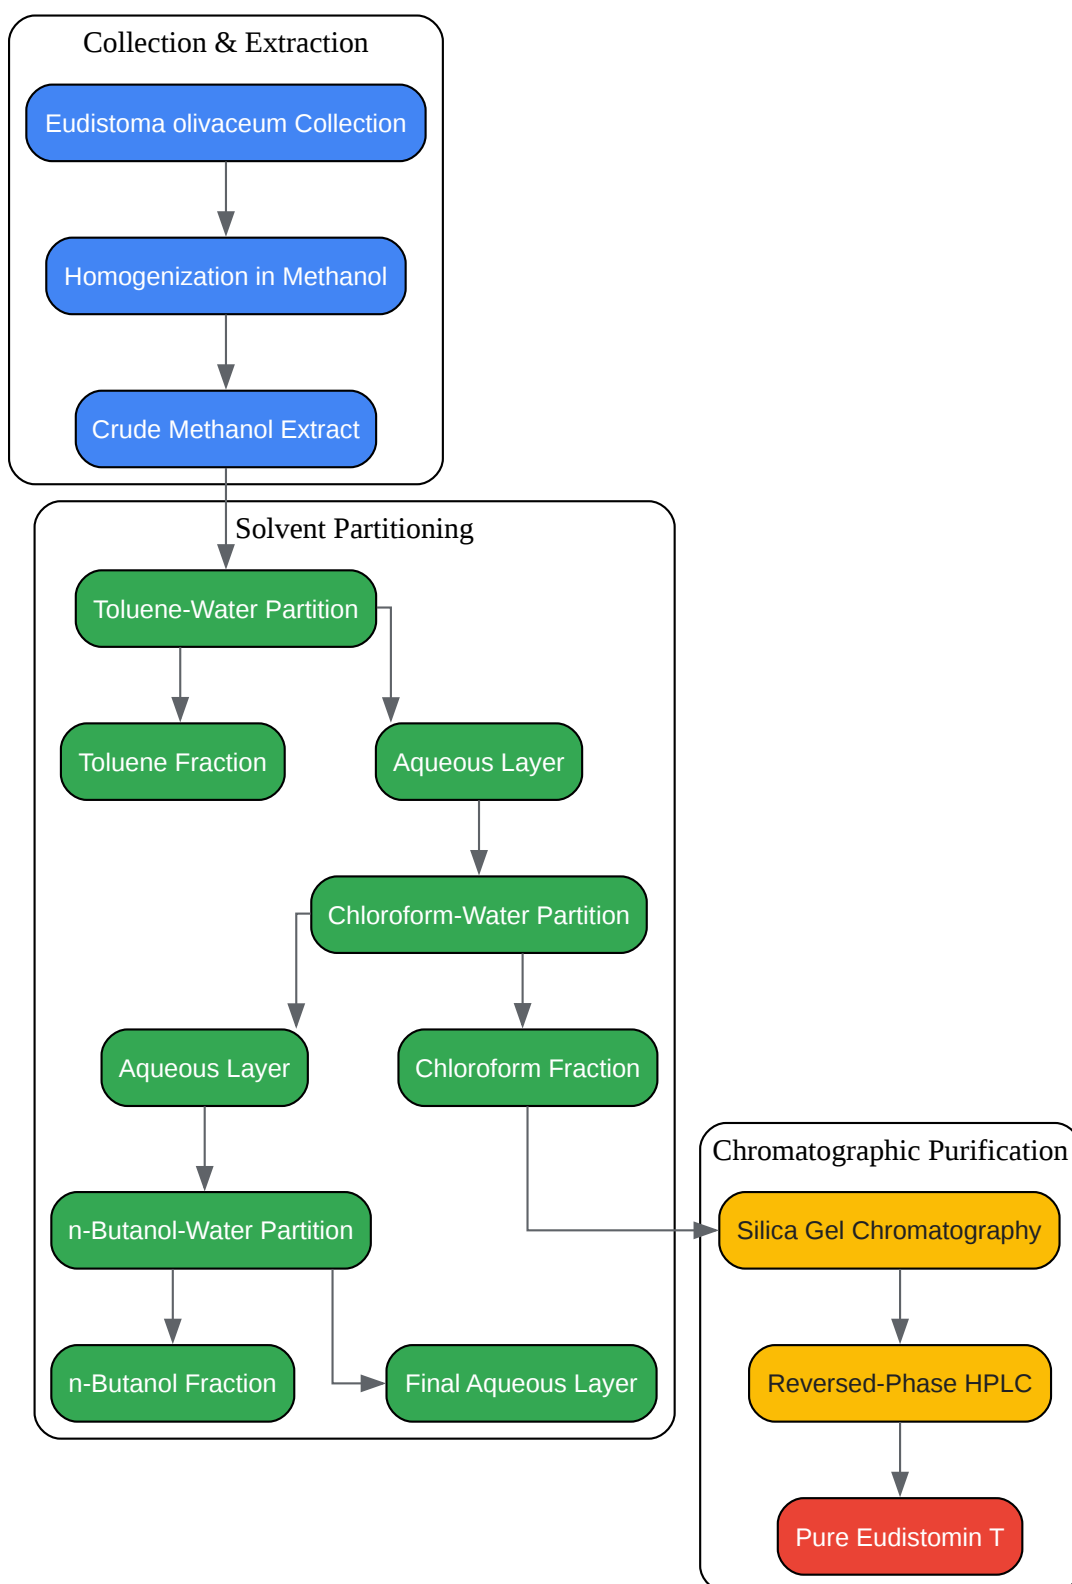 Collection & Extraction
Eudistoma olivaceum Collection
Homogenization in Methanol
Crude Methanol Extract
Solvent Partitioning
Toluene-Water Partition
Toluene Fraction
Aqueous Layer
Chloroform-Water Partition
Aqueous Layer
Chloroform Fraction
n-Butanol-Water Partition
n-Butanol Fraction
Final Aqueous Layer
Chromatographic Purification
Silica Gel Chromatography
Reversed-Phase HPLC
Pure Eudistomin T